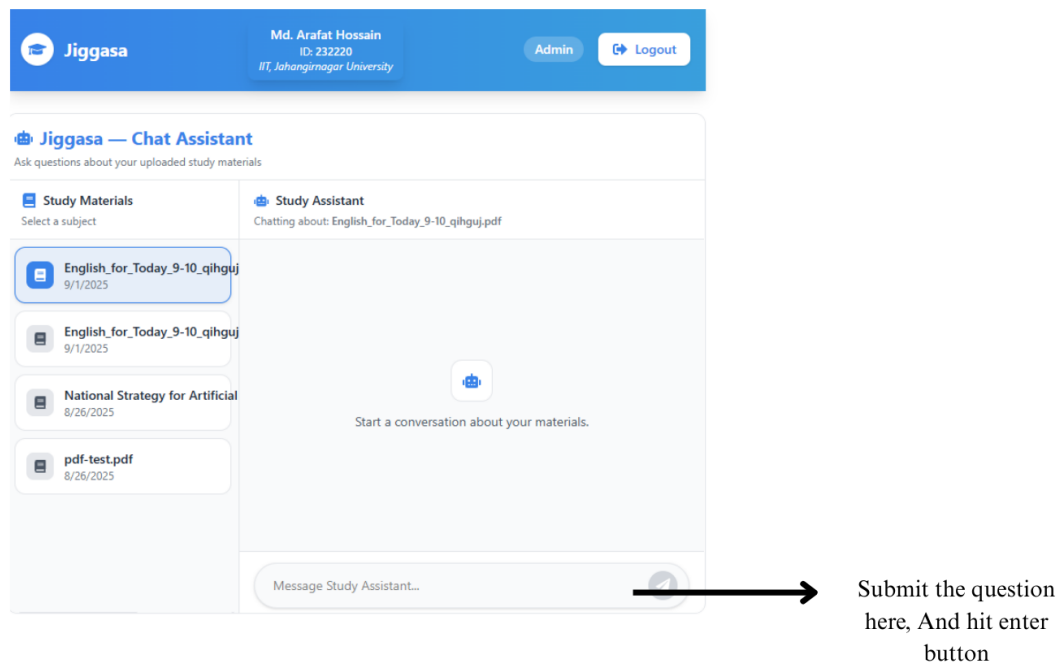 Jiggasa
Md. Arafat Hossain
ID: 232220
IIT, Jahangirnagar University
Admin
Logout
Jiggasa — Chat Assistant
Ask questions about your uploaded study materials
Study Materials
Select a subject
Study Assistant
Chatting about: English_for_Today_9-10_qihguj.pdf
English_for_Today_9-10_qihguj
9/1/2025
English_for_Today_9-10_qihguj
9/1/2025
National Strategy for Artificial
8/26/2025
pdf-test.pdf
8/26/2025
Start a conversation about your materials.
Message Study Assistant...
Submit the question
here, And hit enter
button